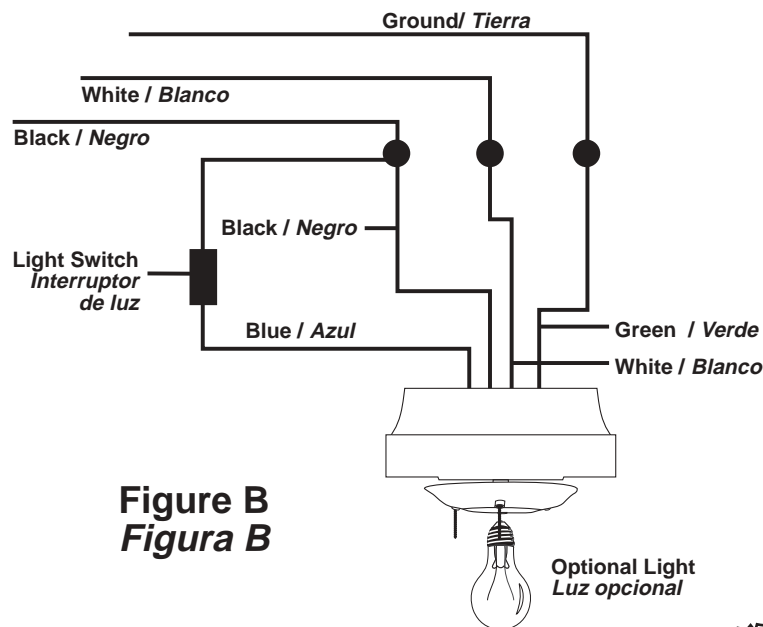 Ground/ Tierra
White / Blanco
Black / Negro
Black / Negro
Light Switch
Interruptor
de luz
Blue / Azul
Green / Verde
White / Blanco
Figure B
Figura B
Optional Light
Luz opcional